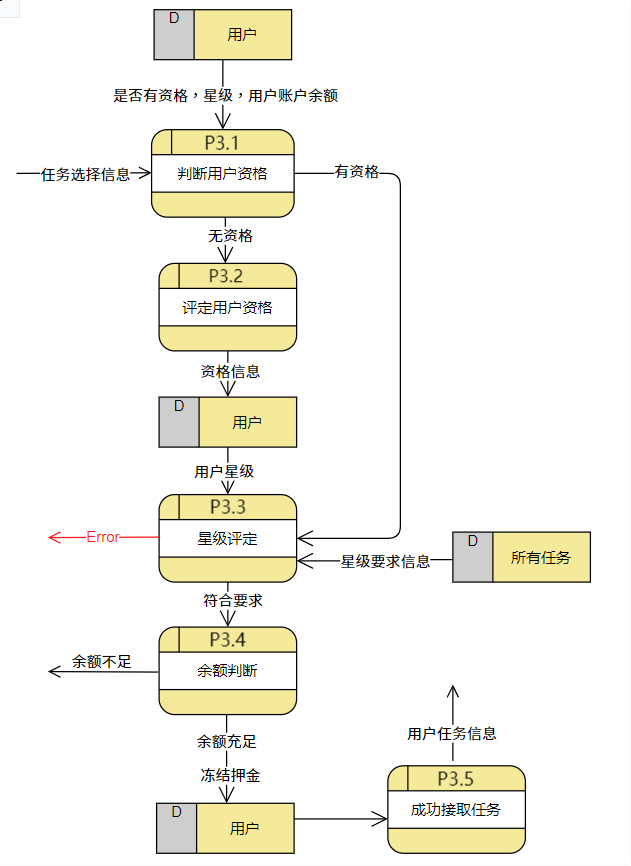 D
用户
是否有资格，星级，用户账户余额
P3.1
任务选择信息
判断用户资格
有资格
无资格
P3.2
评定用户资格
资格信息
D
用户
用户星级
P3.3
Error
星级评定
D
所有任务
星级要求信息
符合要求
P3.4
余额不足
余额判断
余额充足
用户任务信息
冻结押金
P3.5
D
用户
成功接取任务